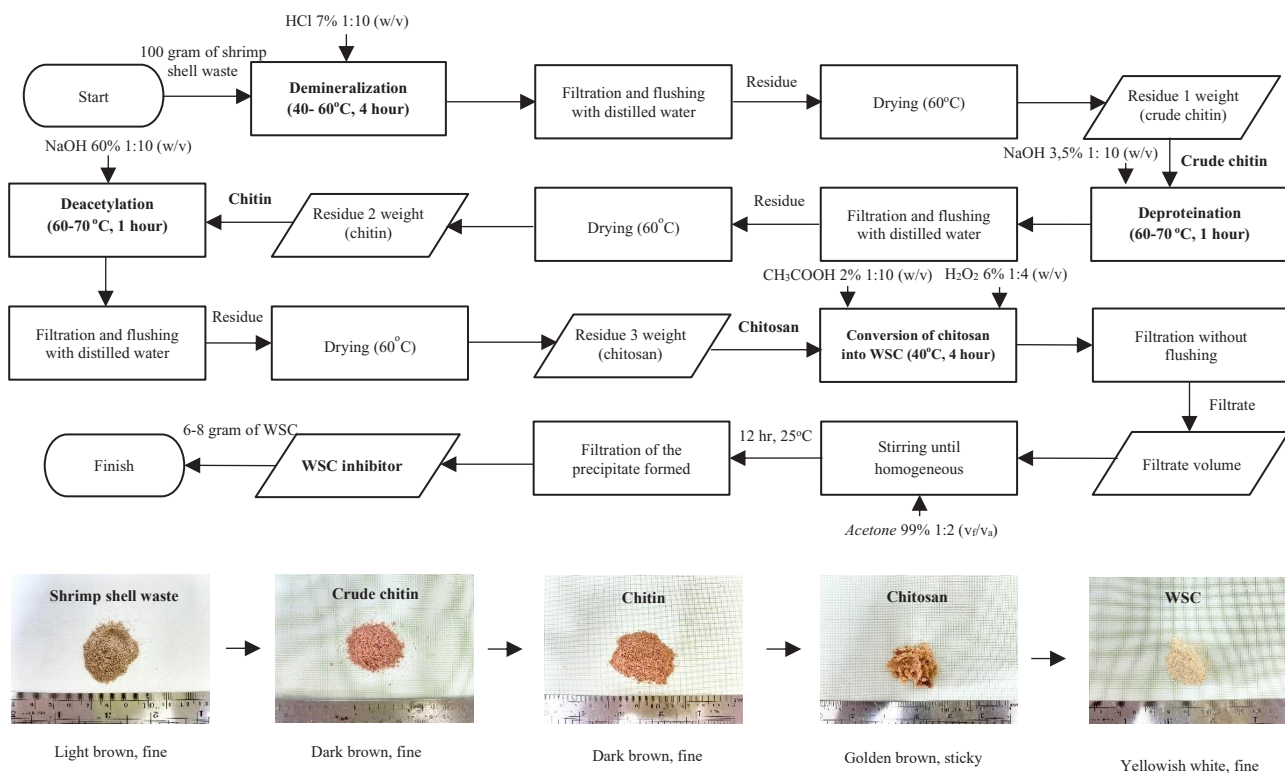 HCl 7% 1:10 (w/v)
100 gram of shrimp
shell waste
Start
Demineralization
(40- 60°C, 4 hour)
Filtration and flushing
with distilled water
Residue
Drying (60°C)
Residue 1 weight
(crude chitin)
NaOH 60% 1:10 (w/v)
NaOH 3,5% 1: 10 (w/v)
Crude chitin
Deacetylation
(60-70 °C, 1 hour)
Chitin
Residue 2 weight
(chitin)
Drying (60°C)
Residue
Filtration and flushing
with distilled water
Deproteination
(60-70 °C, 1 hour)
CH₃COOH 2% 1:10 (w/v)
H₂O₂ 6% 1:4 (w/v)
Filtration and flushing
with distilled water
Residue
Drying (60°C)
Residue 3 weight
(chitosan)
Chitosan
Conversion of chitosan
into WSC (40°C, 4 hour)
Filtration without
flushing
Filtrate
6-8 gram of WSC
Finish
WSC inhibitor
Filtration of the
precipitate formed
12 hr, 25°C
Stirring until
homogeneous
Filtrate volume
Acetone 99% 1:2 (vf/va)
Shrimp shell waste
Crude chitin
Chitin
Chitosan
WSC
Light brown, fine
Dark brown, fine
Dark brown, fine
Golden brown, sticky
Yellowish white, fine